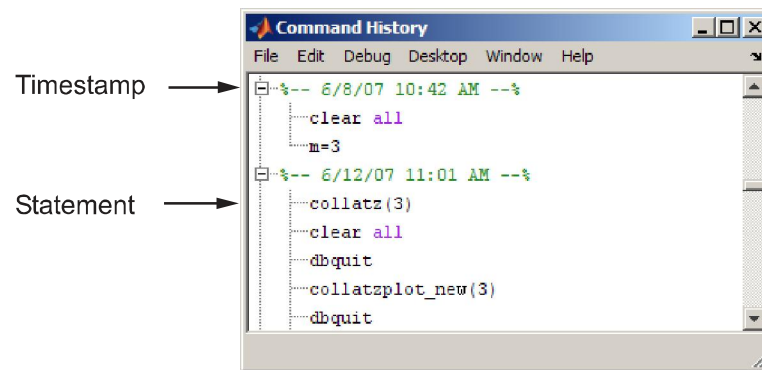 Command History
File Edit Debug Desktop Window Help
Timestamp
%-- 6/8/07 10:42 AM --%
clear all
m=3
%-- 6/12/07 11:01 AM --%
Statement
collatz(3)
clear all
dbquit
collatzplot_new(3)
dbquit